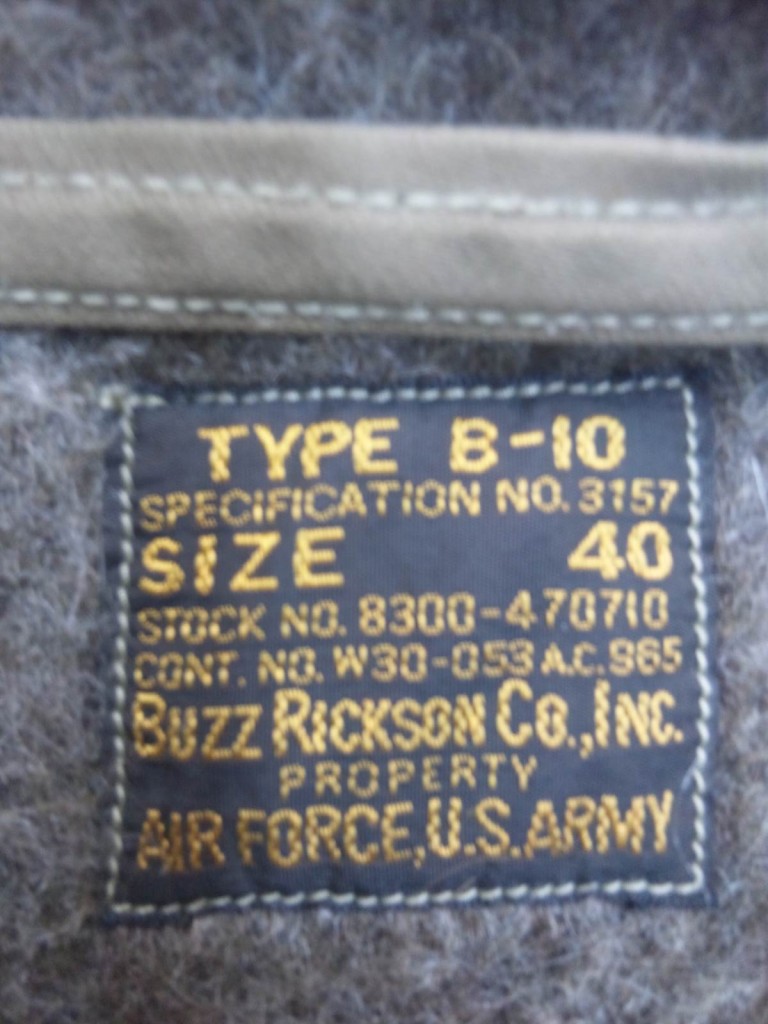 TYPE B-10
SPECIFICATION NO. 3157
SIZE 40
STOCK NO. 8300-470710
CONT. NO. W30-053 A.C. 965
BUZZ RICKSON CO., INC.
PROPERTY
AIR FORCE, U.S. ARMY